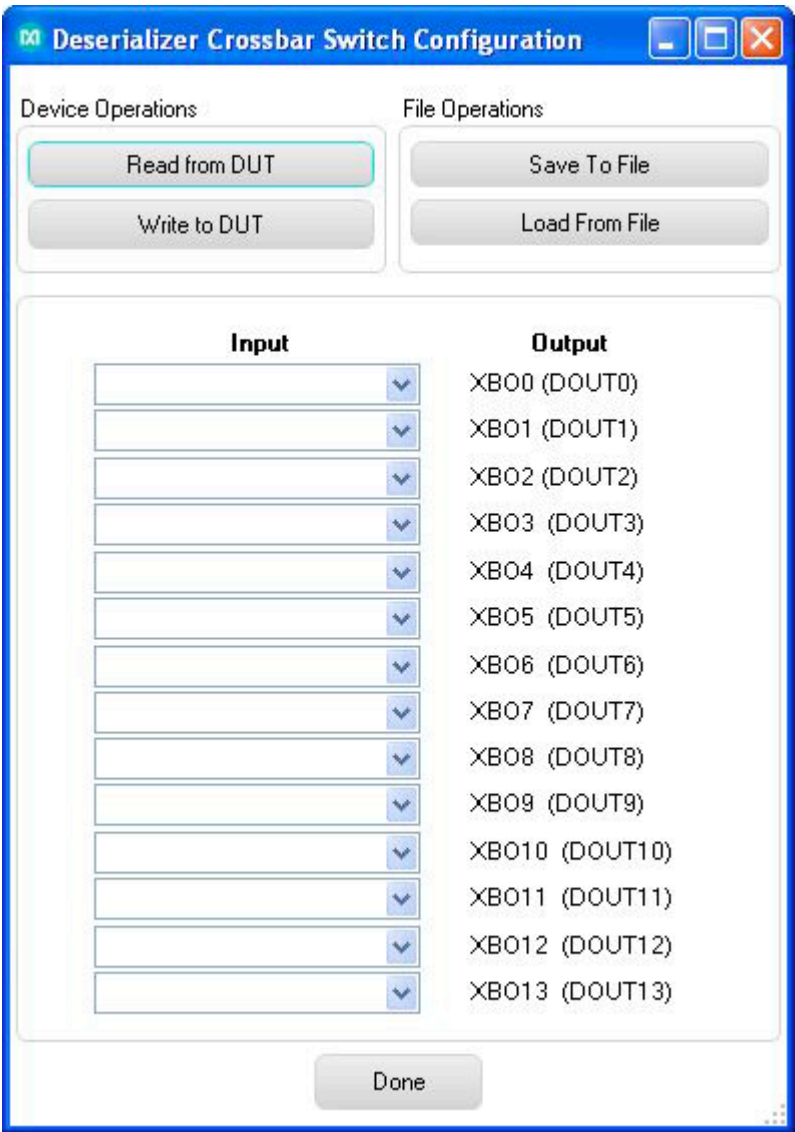 Deserializer Crossbar Switch Configuration
Device Operations
File Operations
Read from DUT
Save To File
Write to DUT
Load From File
Input
Output
XBO0 (DOUT0)
XBO1 (DOUT1)
XBO2 (DOUT2)
XBO3 (DOUT3)
XBO4 (DOUT4)
XBO5 (DOUT5)
XBO6 (DOUT6)
XBO7 (DOUT7)
XBO8 (DOUT8)
XBO9 (DOUT9)
XBO10 (DOUT10)
XBO11 (DOUT11)
XBO12 (DOUT12)
XBO13 (DOUT13)
Done